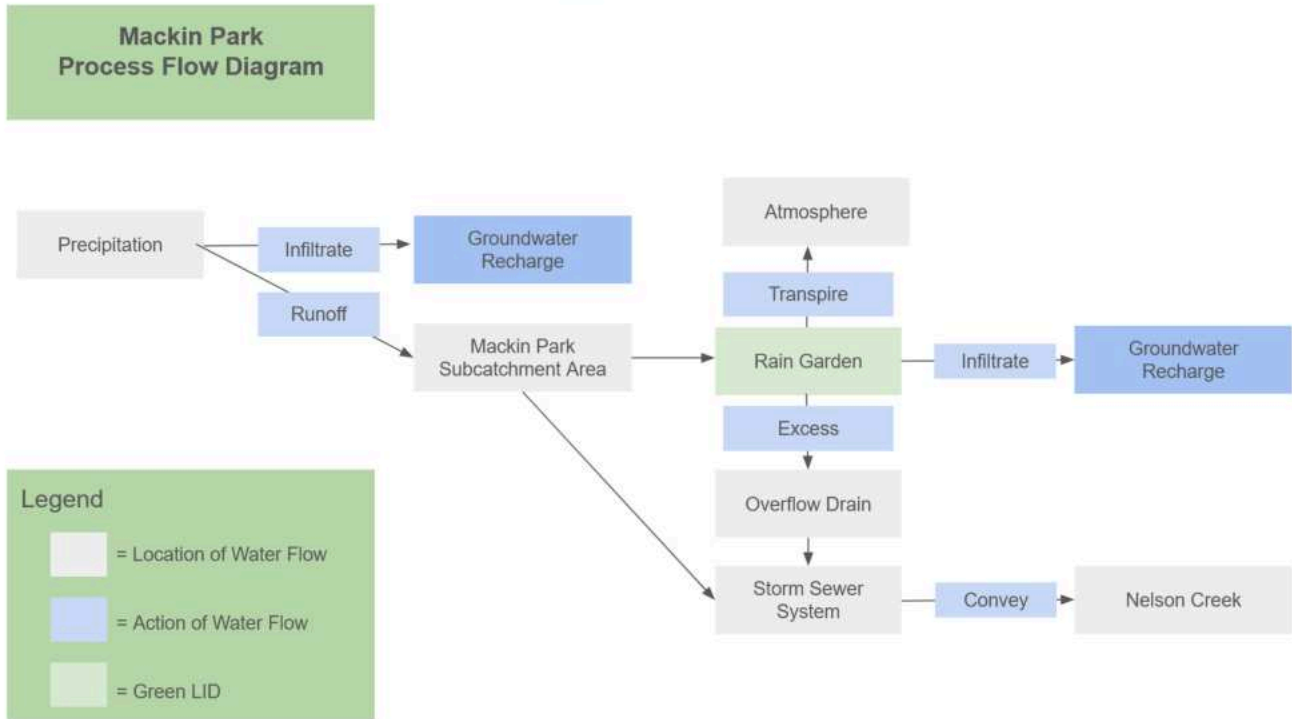 Mackin Park
Process Flow Diagram
Precipitation
Infiltrate
Groundwater
Recharge
Runoff
Mackin Park
Subcatchment Area
Atmosphere
Transpire
Rain Garden
Infiltrate
Groundwater
Recharge
Excess
Overflow Drain
Storm Sewer
System
Convey
Nelson Creek
Legend
= Location of Water Flow
= Action of Water Flow
= Green LID